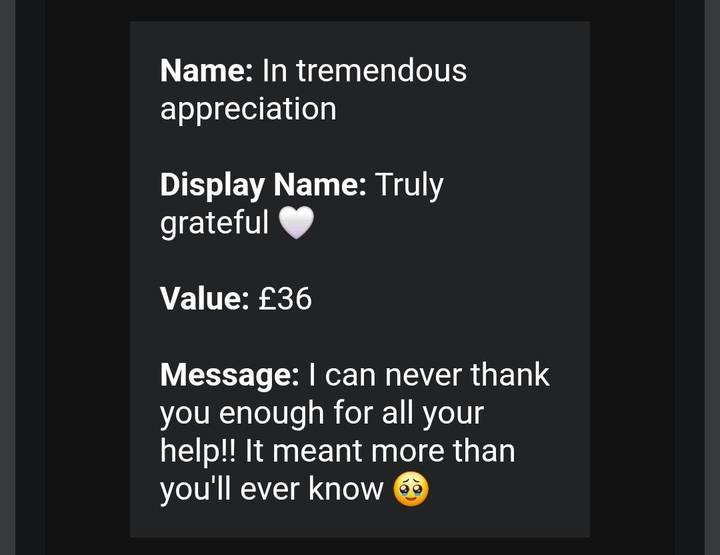 Name: In tremendous
appreciation
Display Name: Truly
grateful 🤍
Value: £36
Message: I can never thank
you enough for all your
help!! It meant more than
you'll ever know 🥹